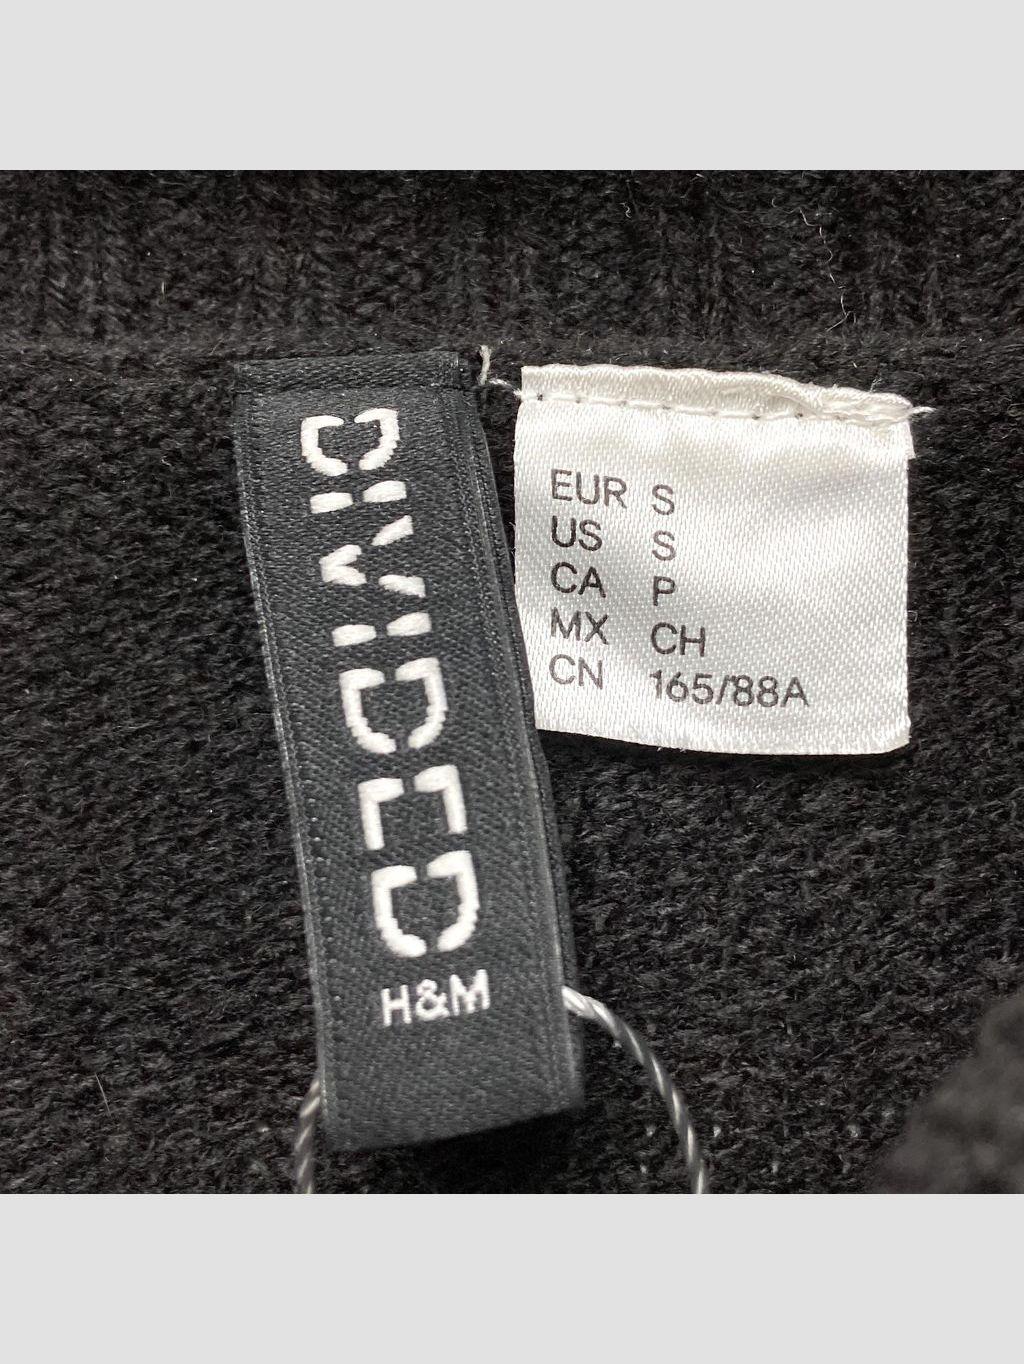 DIVIDED
H&M
EUR S
US S
CA P
MX CH
CN 165/88A